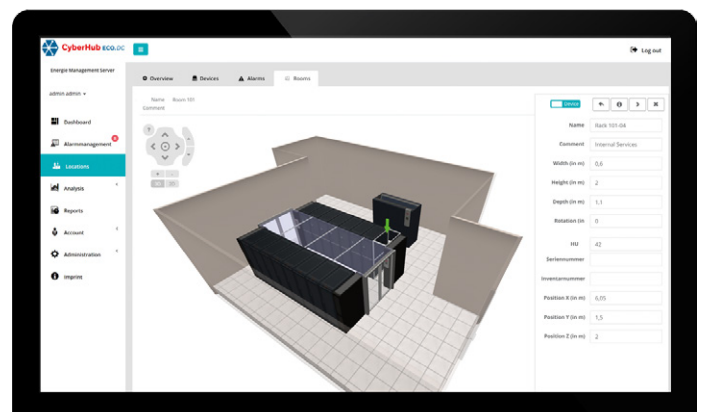 CyberHub ECO.DC
Log out
Energie Management Server
admin admin
Dashboard
Alarmmanagement
Locations
Analysis
Reports
Account
Administration
Imprint
Overview
Devices
Alarms
Rooms
Name Room 101
Comment
?
3D 2D
Device
Name Rack 101-04
Comment Internal Services
Width (in m) 0,6
Height (in m) 2
Depth (in m) 1,1
Rotation (in 0
HU 42
Seriennummer
Inventarnummer
Position X (in m) 0,05
Position Y (in m) 1,5
Position Z (in m) 2